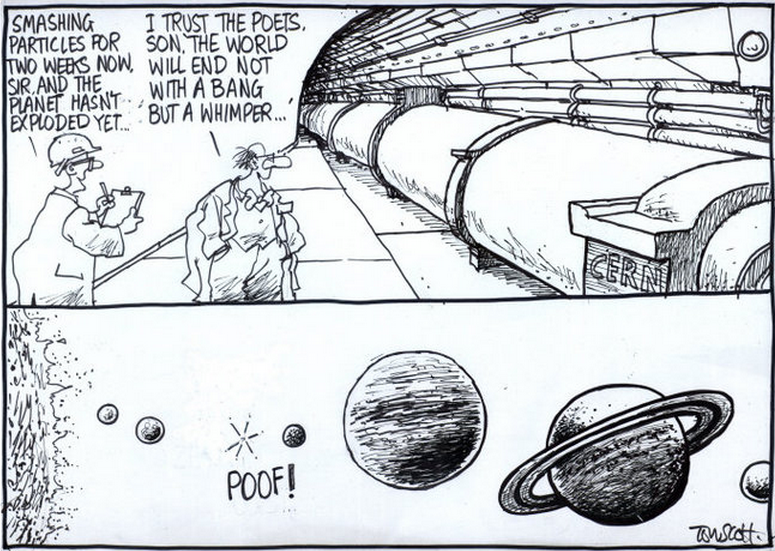 SMASHING
PARTICLES FOR
TWO WEEKS NOW,
SIR, AND THE
PLANET HASN'T
EXPLODED YET...
I TRUST THE POETS,
SON, THE WORLD
WILL END NOT
WITH A BANG
BUT A WHIMPER...
CERN
POOF!
TOM SCOTT.